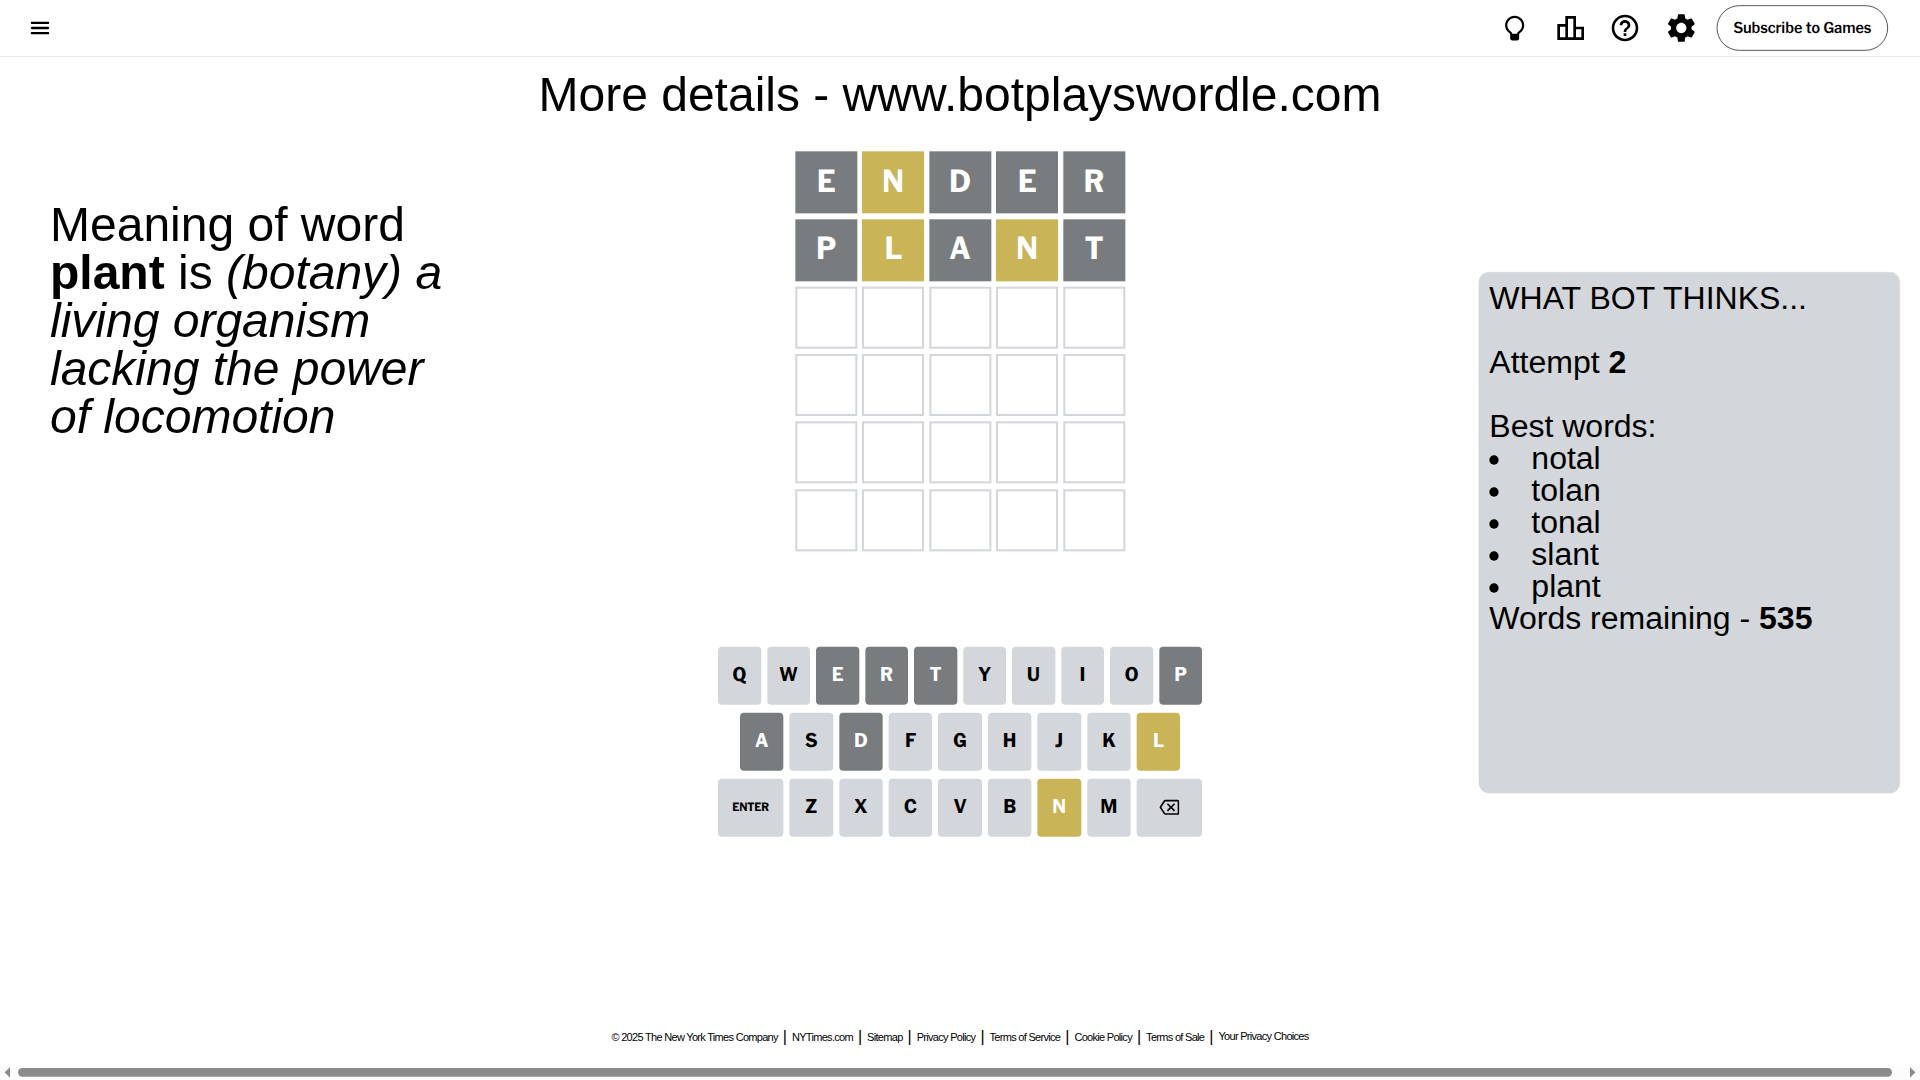 Subscribe to Games
More details - www.botplayswordle.com
Meaning of word
plant is (botany) a
living organism
lacking the power
of locomotion
E N D E R
P L A N T
WHAT BOT THINKS...
Attempt 2
Best words:
• notal
• tolan
• tonal
• slant
• plant
Words remaining - 535
Q W E R T Y U I O P
A S D F G H J K L
ENTER Z X C V B N M
© 2025 The New York Times Company | NYTimes.com | Sitemap | Privacy Policy | Terms of Service | Cookie Policy | Terms of Sale | Your Privacy Choices